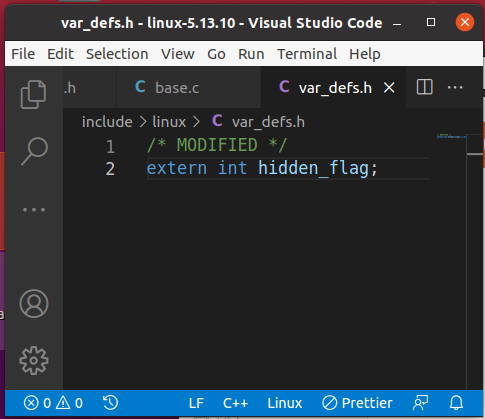 var_defs.h - linux-5.13.10 - Visual Studio Code
File Edit Selection View Go Run Terminal Help
.h C base.c C var_defs.h
include > linux > C var_defs.h
1 /* MODIFIED */
2 extern int hidden_flag;
0 0 LF C++ Linux Prettier